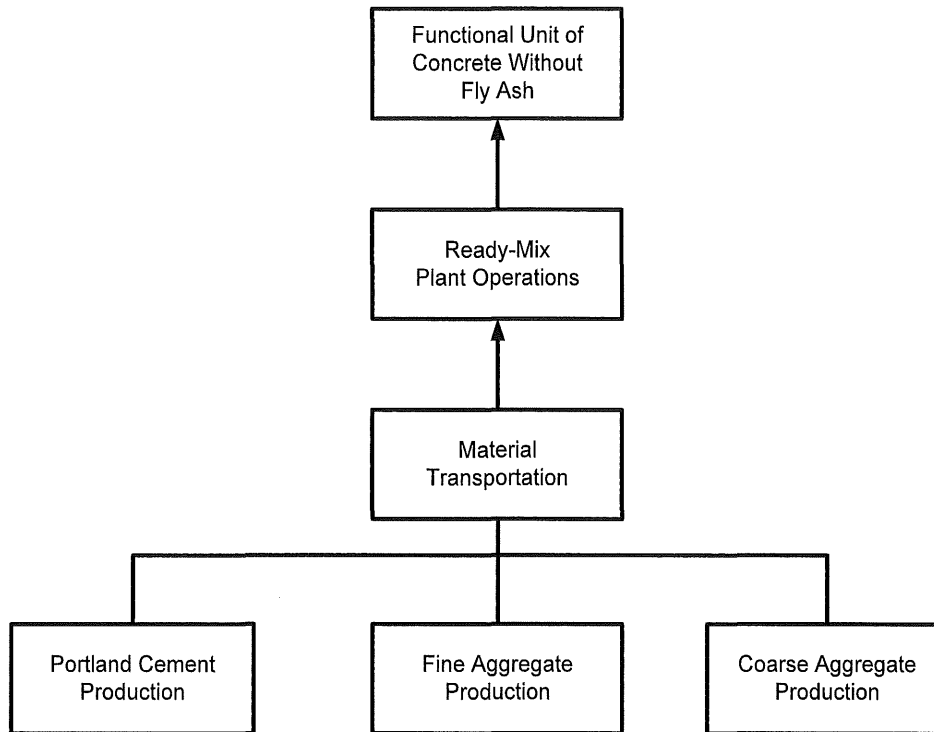 Functional Unit of
Concrete Without
Fly Ash
Ready-Mix
Plant Operations
Material
Transportation
Portland Cement
Production
Fine Aggregate
Production
Coarse Aggregate
Production